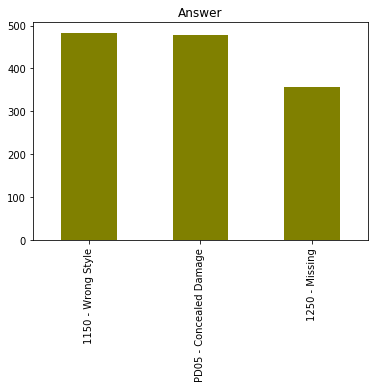 Answer
500
400
300
200
100
0
1150 - Wrong Style
PD05 - Concealed Damage
1250 - Missing